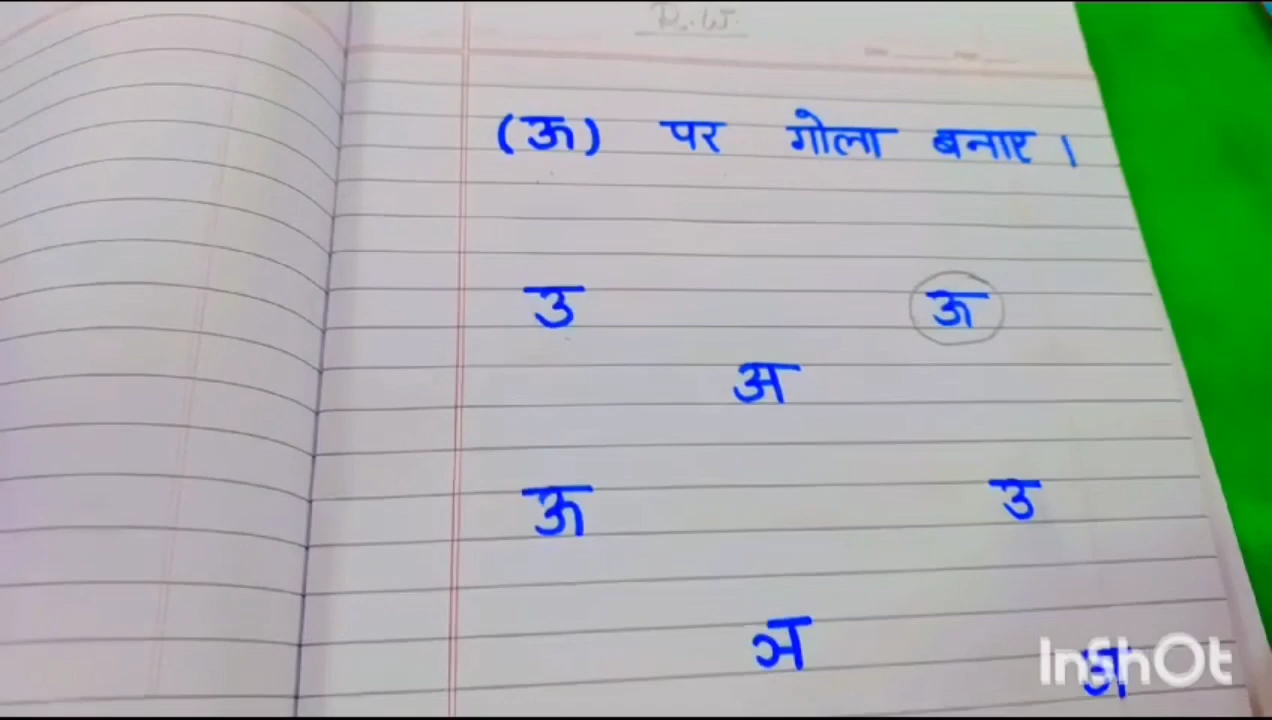 R.W.
(ऊ) पर गोला बनाए।
उ ऊ
अ
ऊ उ
ञ
InShOt